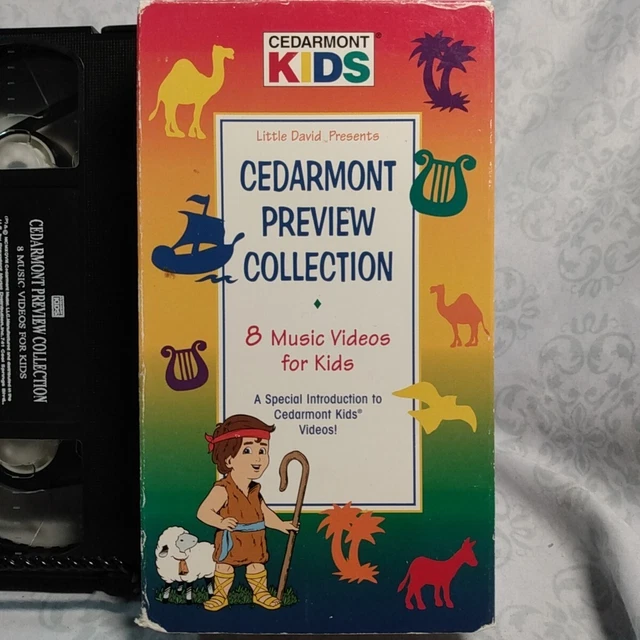 CEDARMONT®
KIDS
Little David Presents
CEDARMONT
PREVIEW
COLLECTION
8 Music Videos
for Kids
A Special Introduction to
Cedarmont Kids®
Videos!
CEDARMONT PREVIEW COLLECTION
8 MUSIC VIDEOS FOR KIDS